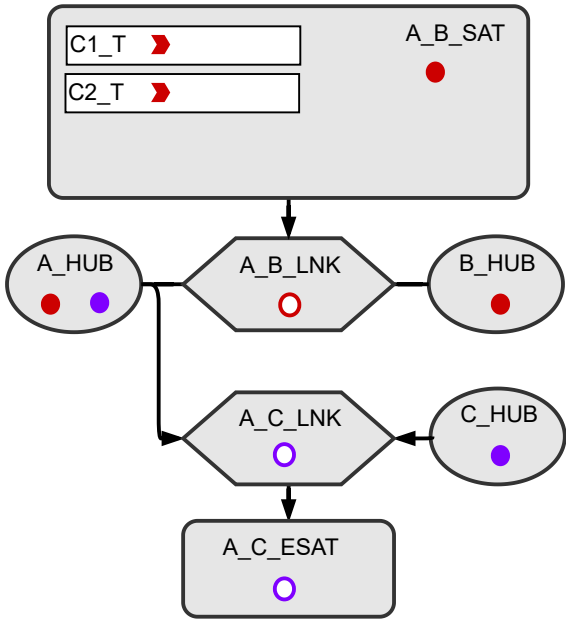 A_B_SAT
C1_T
C2_T
A_HUB
A_B_LNK
B_HUB
A_C_LNK
C_HUB
A_C_ESAT